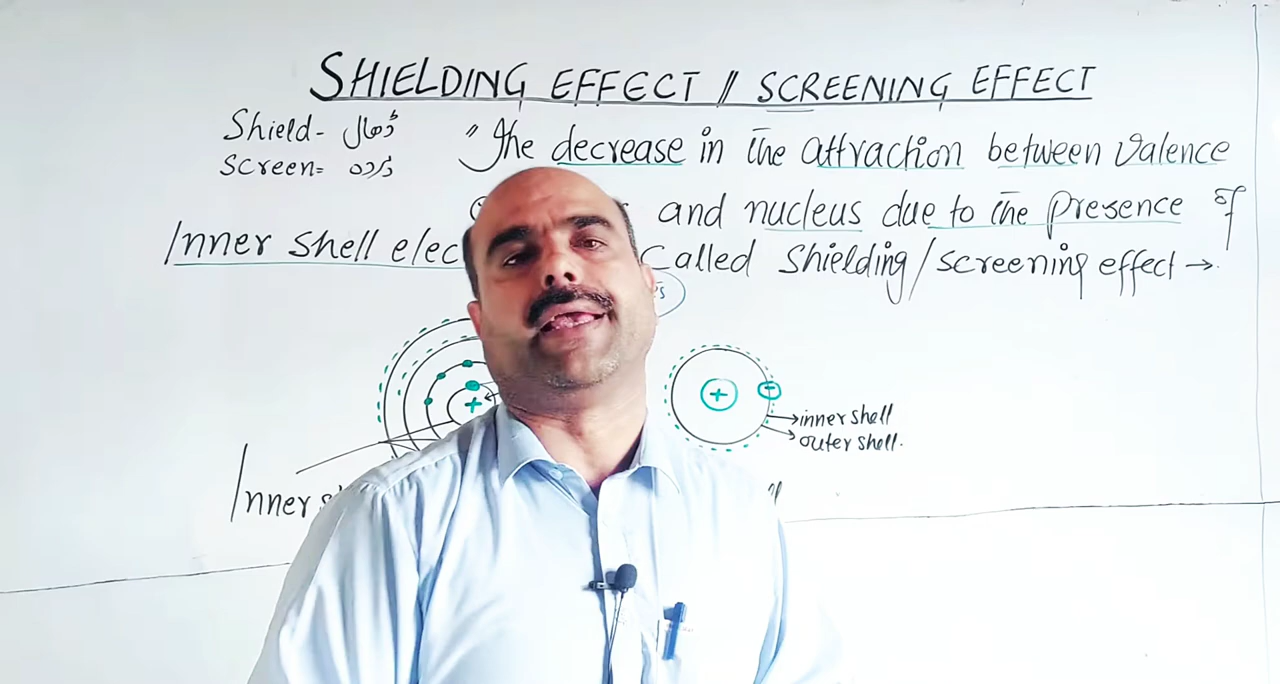 SHIELDING EFFECT // SCREENING EFFECT
Shield- ڈھال
Screen=
"The decrease in the attraction between valence
and nucleus due to the presence of
Inner shell elec
called shielding/screening effect →.
+
+
-
inner shell
outer shell.
Inner